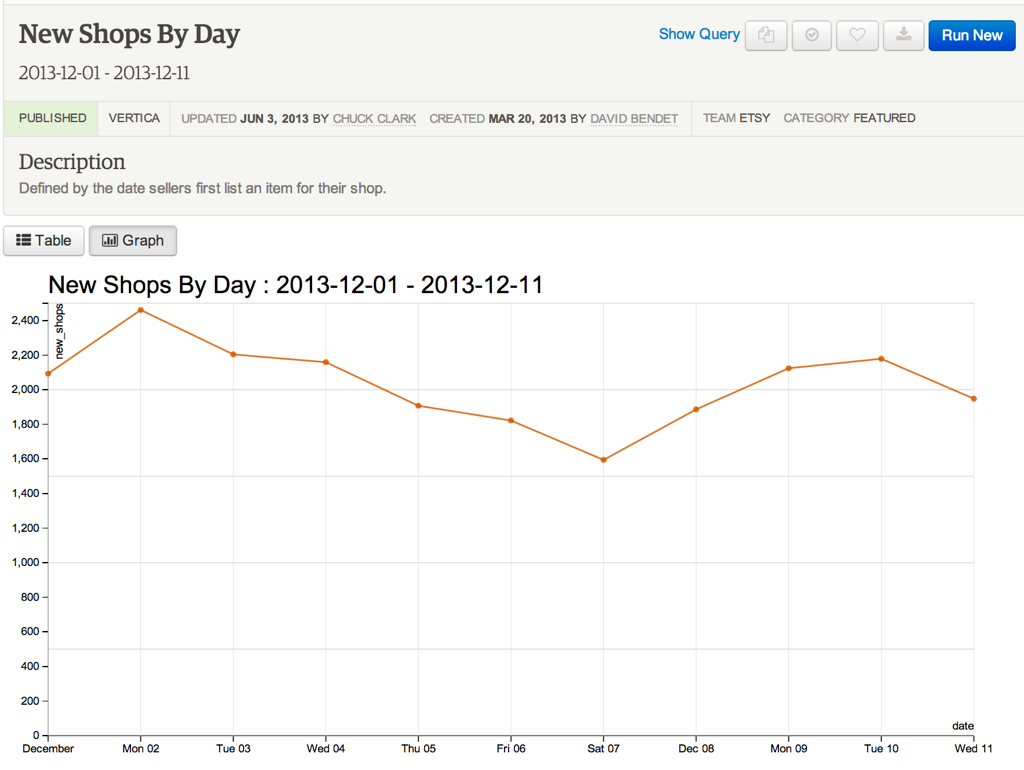 New Shops By Day
Show Query
Run New
2013-12-01 - 2013-12-11
PUBLISHED VERTICA UPDATED JUN 3, 2013 BY CHUCK CLARK CREATED MAR 20, 2013 BY DAVID BENDET TEAM ETSY CATEGORY FEATURED
Description
Defined by the date sellers first list an item for their shop.
Table Graph
New Shops By Day : 2013-12-01 - 2013-12-11
new_shops
2,400
2,200
2,000
1,800
1,600
1,400
1,200
1,000
800
600
400
200
0
date
December Mon 02 Tue 03 Wed 04 Thu 05 Fri 06 Sat 07 Dec 08 Mon 09 Tue 10 Wed 11